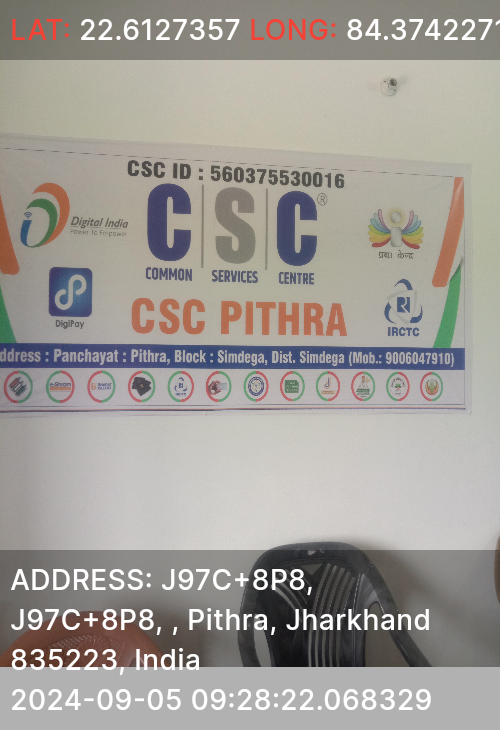 LAT: 22.6127357 LONG: 84.3742271
CSC ID : 560375530016
CSC
®
Digital India
Power To Empower
COMMON SERVICES CENTRE
DigiPay
CSC PITHRA
IRCTC
ddress : Panchayat : Pithra, Block : Simdega, Dist. Simdega (Mob.: 9006047910)
e-Shram
ADDRESS: J97C+8P8,
J97C+8P8, , Pithra, Jharkhand
835223, India
2024-09-05 09:28:22.068329